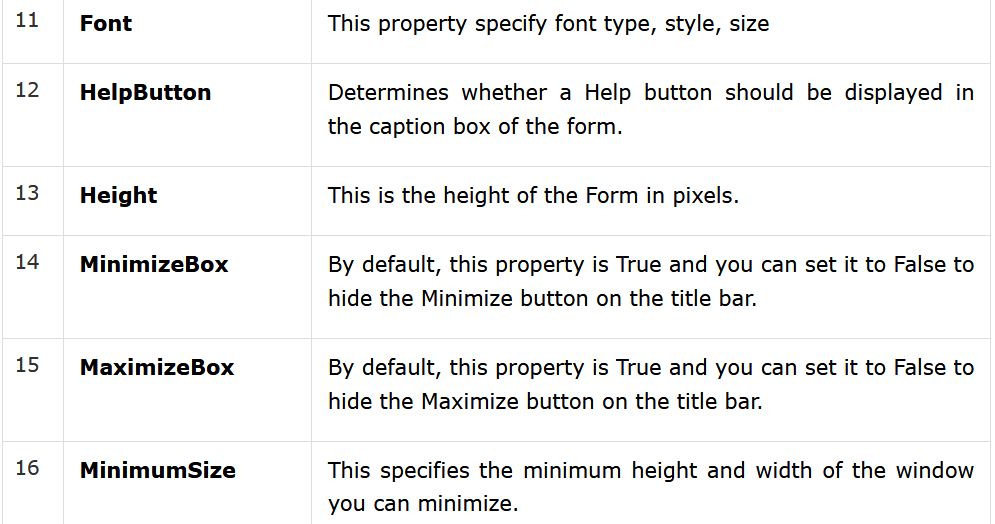 11 Font This property specify font type, style, size
12 HelpButton Determines whether a Help button should be displayed in
the caption box of the form.
13 Height This is the height of the Form in pixels.
14 MinimizeBox By default, this property is True and you can set it to False to
hide the Minimize button on the title bar.
15 MaximizeBox By default, this property is True and you can set it to False to
hide the Maximize button on the title bar.
16 MinimumSize This specifies the minimum height and width of the window
you can minimize.